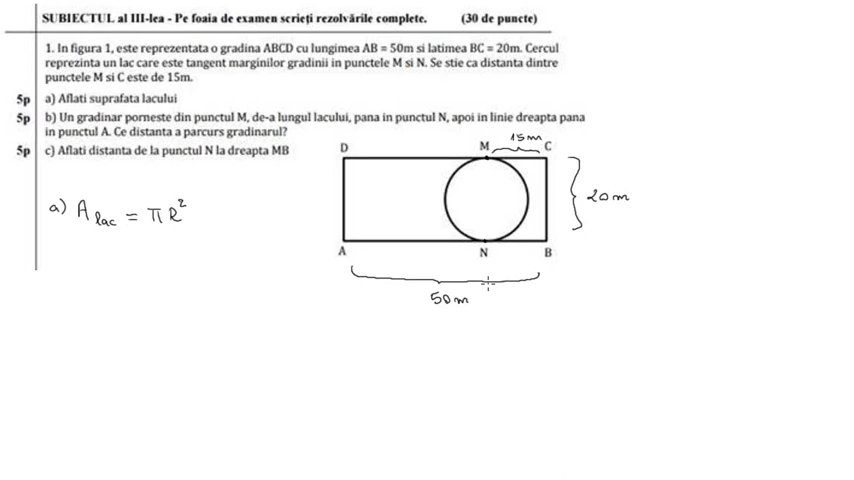 SUBIECTUL al III-lea - Pe foaia de examen scrieți rezolvările complete. (30 de puncte)
1. In figura 1, este reprezentata o gradina ABCD cu lungimea AB = 50m si latimea BC = 20m. Cercul
reprezinta un lac care este tangent marginilor gradinii in punctele M si N. Se stie ca distanta dintre
punctele M si C este de 15m.
5p a) Aflati suprafata lacului
5p b) Un gradinar porneste din punctul M, de-a lungul lacului, pana in punctul N, apoi in linie dreapta pana
in punctul A. Ce distanta a parcurs gradinarul?
5p c) Aflati distanta de la punctul N la dreapta MB
15m
D M C
20m
a) A lac = πR²
A N B
50m